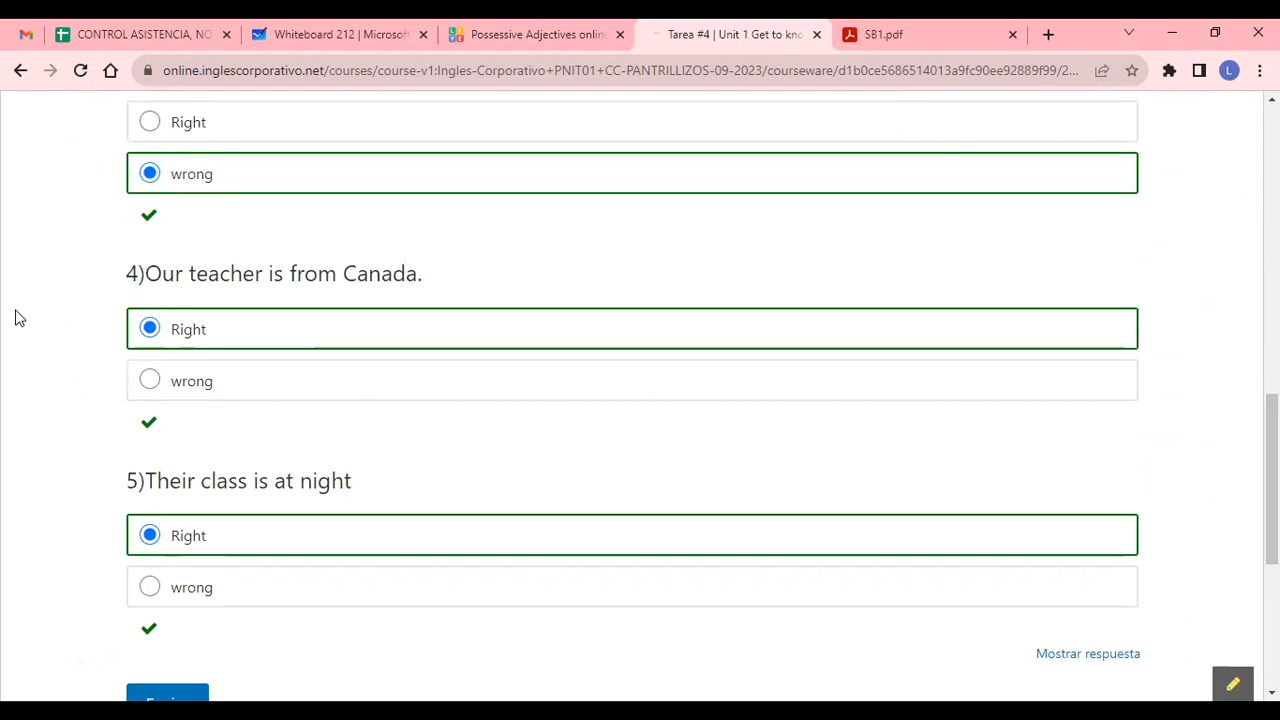 CONTROL ASISTENCIA, NO
Whiteboard 212 | Microsoft
Possessive Adjectives online
Tarea #4 | Unit 1 Get to kno
SB1.pdf
online.inglescorporativo.net/courses/course-v1:Ingles-Corporativo+PNIT01+CC-PANTRILLIZOS-09-2023/courseware/d1b0ce5686514013a9fc90ee92889f99/2...
L
Right
wrong
4)Our teacher is from Canada.
Right
wrong
5)Their class is at night
Right
wrong
Mostrar respuesta